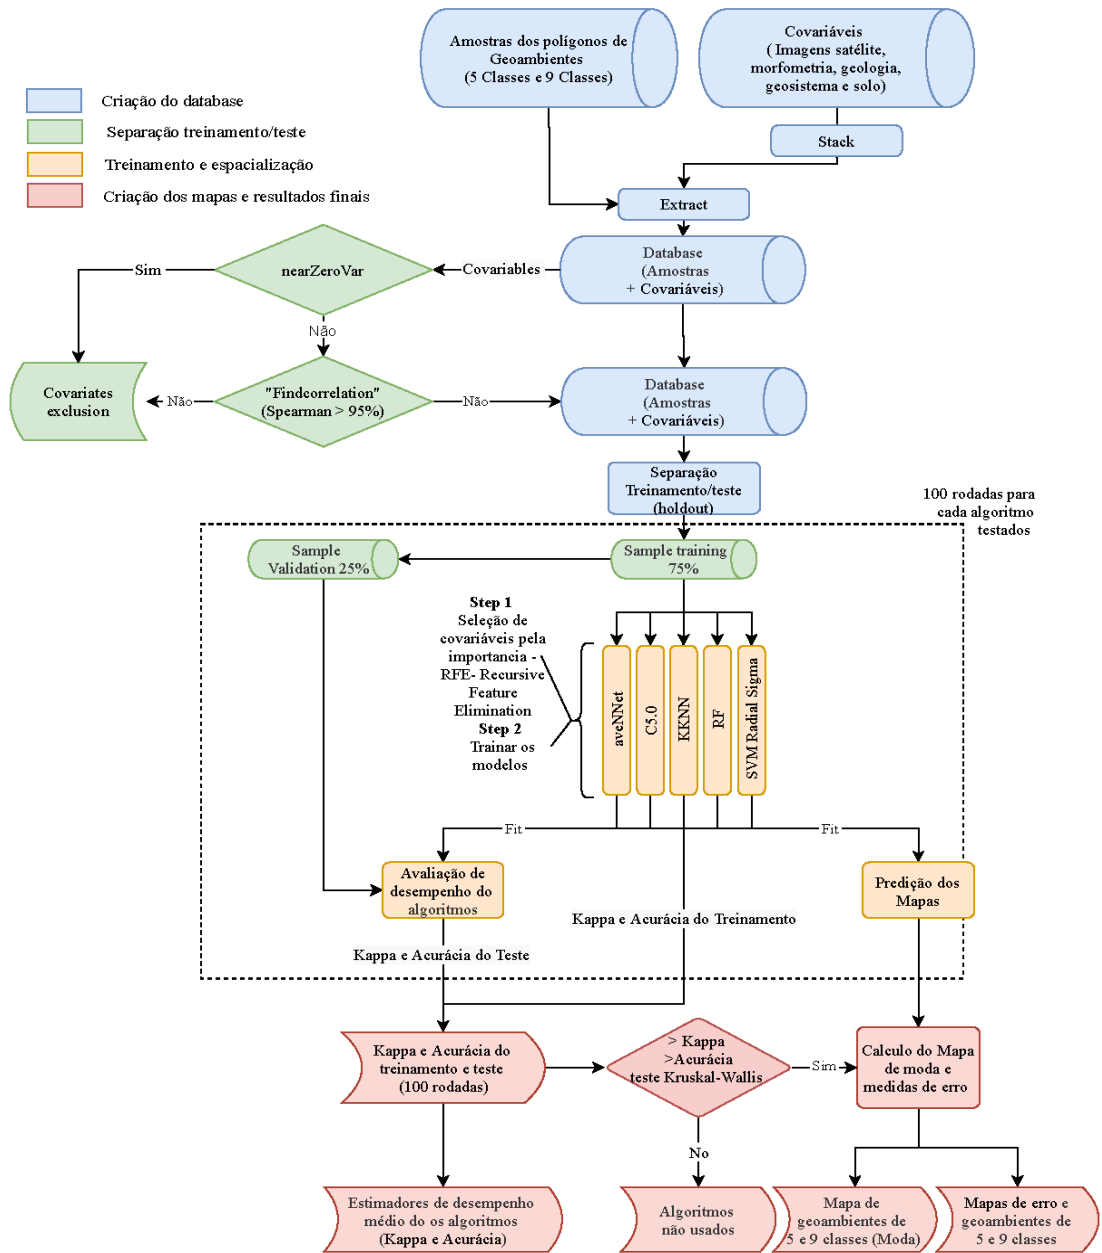 Amostras dos polígonos de
Geoambientes
(5 Classes e 9 Classes)
Covariáveis
( Imagens satélite,
morfometria, geologia,
geosistema e solo)
Criação do database
Separação treinamento/teste
Treinamento e espacialização
Criação dos mapas e resultados finais
Stack
Extract
Database
(Amostras
+ Covariáveis)
Covariables
nearZeroVar
Sim
Não
Covariates
exclusion
Não
"Findcorrelation"
(Spearman > 95%)
Não
Database
(Amostras
+ Covariáveis)
Separação
Treinamento/teste
(holdout)
100 rodadas para
cada algoritmo
testados
Sample
Validation 25%
Sample training
75%
Step 1
Seleção de
covariáveis pela
importancia -
RFE- Recursive
Feature
Elimination
Step 2
Trainar os
modelos
aveNNet
C5.0
KKNN
RF
SVM Radial Sigma
Fit
Fit
Avaliação de
desempenho do
algoritmos
Predição dos
Mapas
Kappa e Acurácia do Treinamento
Kappa e Acurácia do Teste
Kappa e Acurácia do
treinamento e teste
(100 rodadas)
> Kappa
>Acurácia
teste Kruskal-Wallis
Sim
Calculo do Mapa
de moda e
medidas de erro
No
Estimadores de desempenho
médio do os algoritmos
(Kappa e Acurácia)
Algoritmos
não usados
Mapa de
geoambientes de
5 e 9 classes (Moda)
Mapas de erro e
geoambientes de
5 e 9 classes